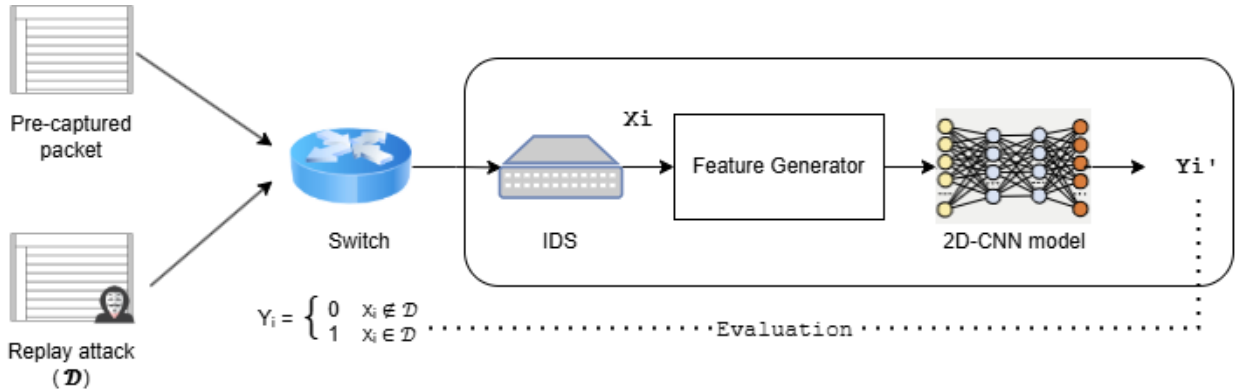 Pre-captured
packet
Replay attack
(𝓓)
Switch
IDS
Xi
Feature Generator
2D-CNN model
Yi'
Yᵢ = { 0 xᵢ ∉ 𝒟
1 xᵢ ∈ 𝒟
Evaluation